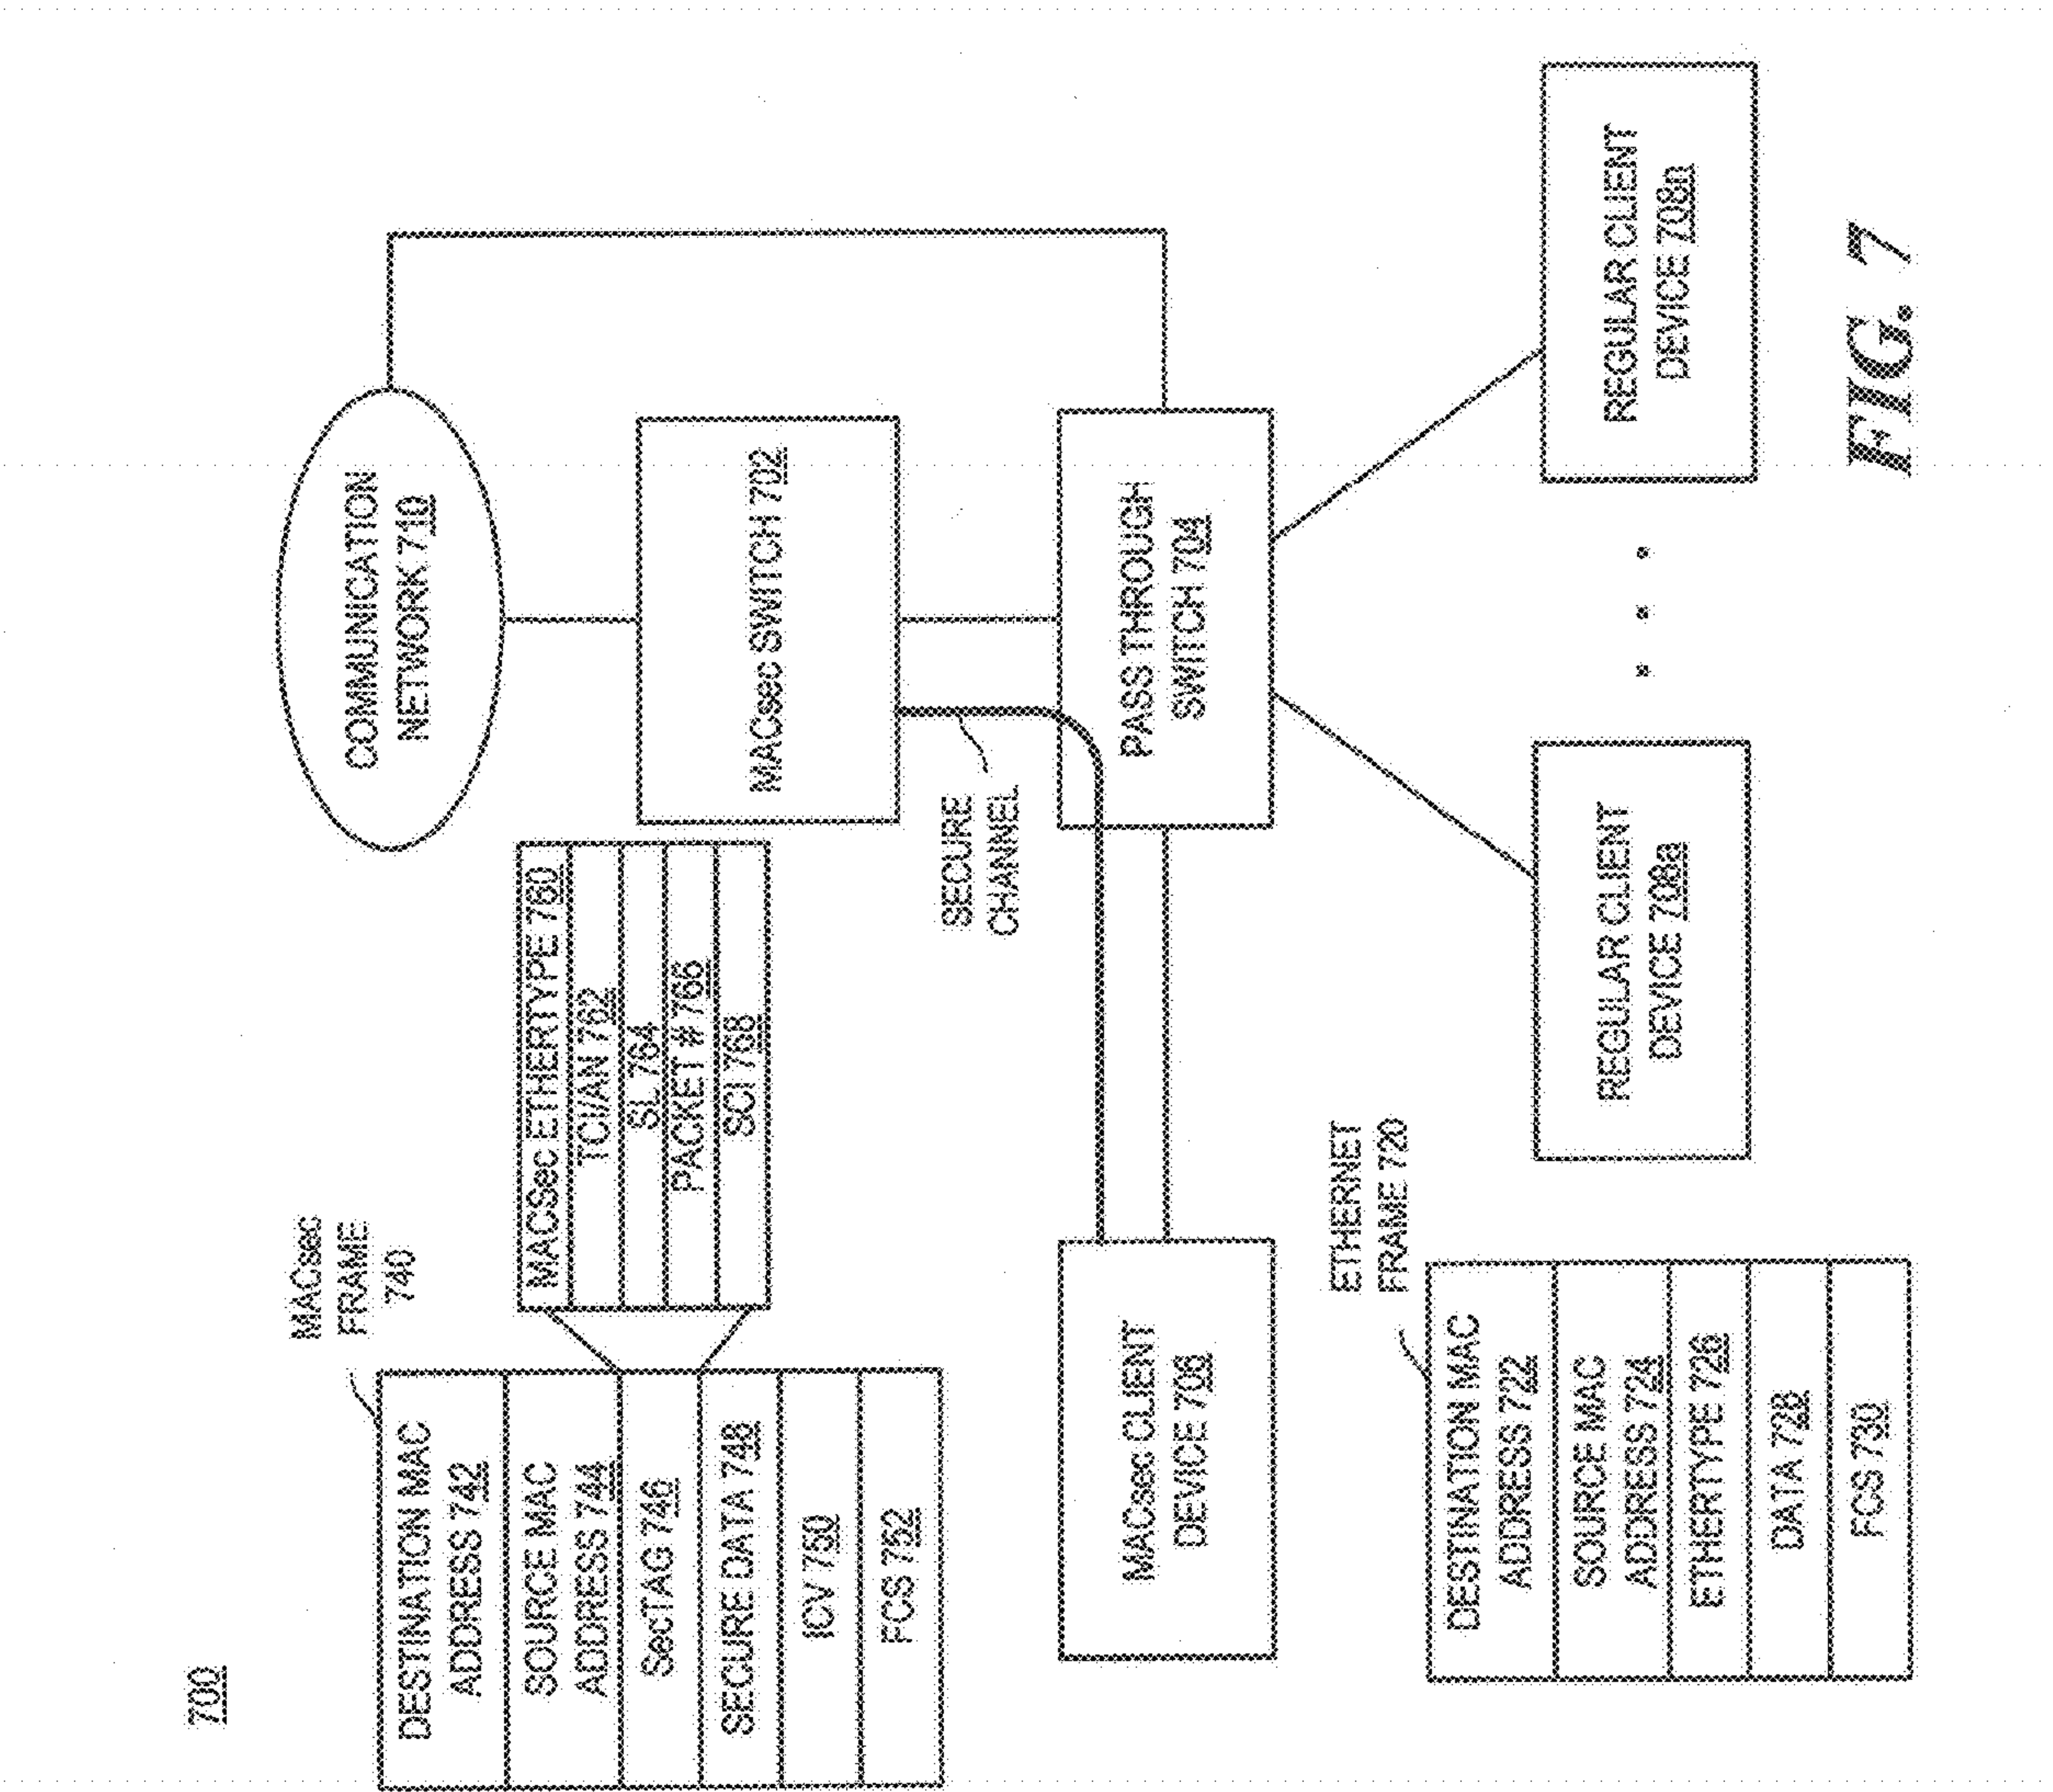 700
MACsec
FRAME
740
DESTINATION MAC
ADDRESS 742
SOURCE MAC
ADDRESS 744
SecTAG 746
SECURE DATA 748
ICV 750
FCS 752
MACSec ETHERTYPE 760
TCI/AN 762
SL 764
PACKET # 766
SCI 768
COMMUNICATION
NETWORK 710
MACsec SWITCH 702
SECURE
CHANNEL
MACsec CLIENT
DEVICE 706
PASS THROUGH
SWITCH 704
ETHERNET
FRAME 720
DESTINATION MAC
ADDRESS 722
SOURCE MAC
ADDRESS 724
ETHERTYPE 726
DATA 728
FCS 730
REGULAR CLIENT
DEVICE 708a
. . .
REGULAR CLIENT
DEVICE 708n
FIG. 7